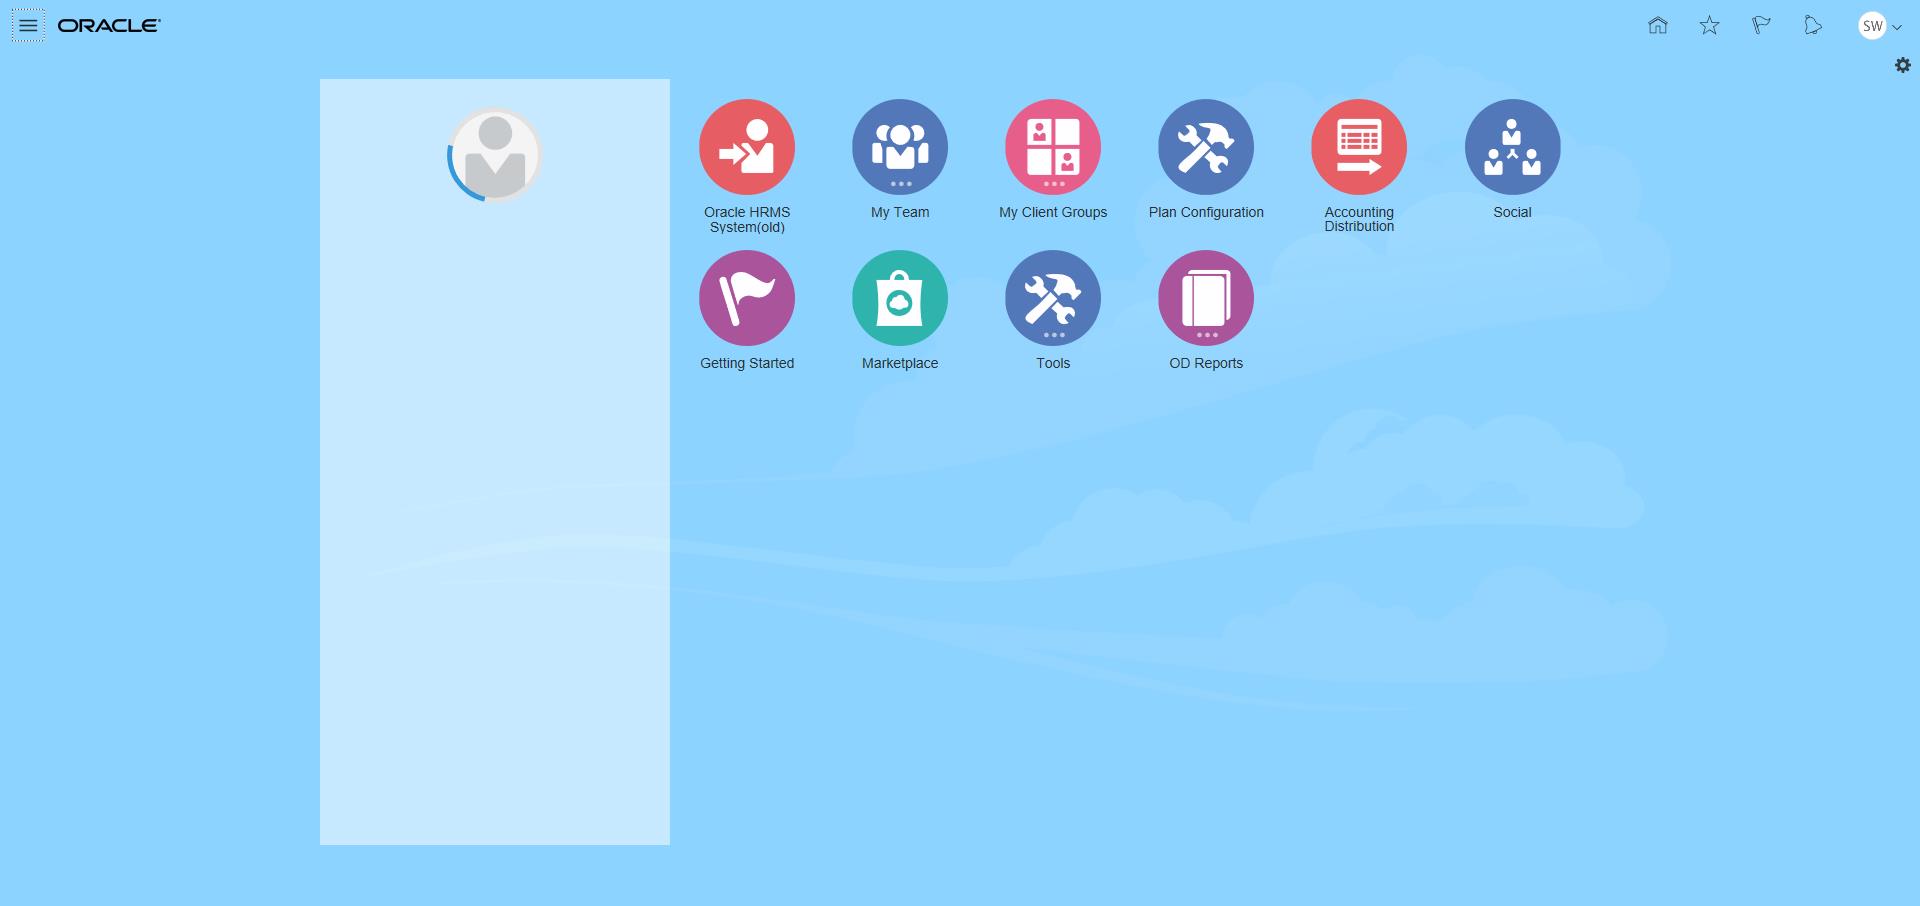 ORACLE
SW
Oracle HRMS
System(old)
My Team
My Client Groups
Plan Configuration
Accounting
Distribution
Social
Getting Started
Marketplace
Tools
OD Reports